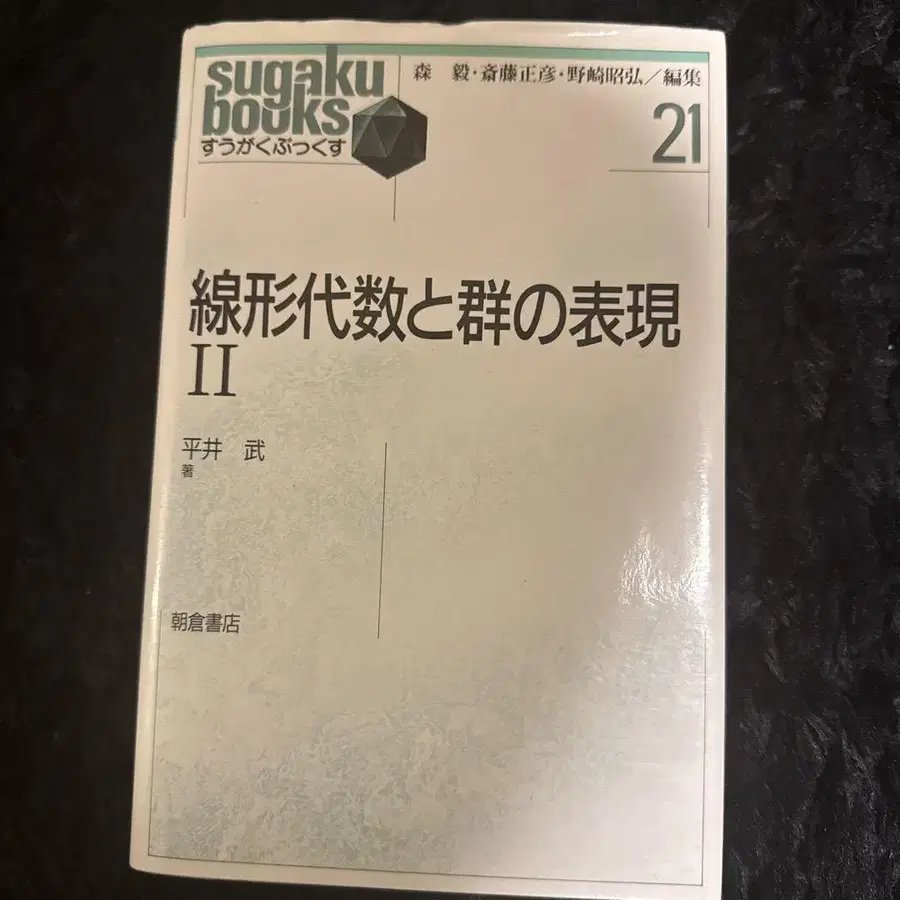 sugaku
books
すうがくぶっくす
森 毅・斎藤正彦・野崎昭弘／編集
21
線形代数と群の表現
II
平井 武
著
朝倉書店